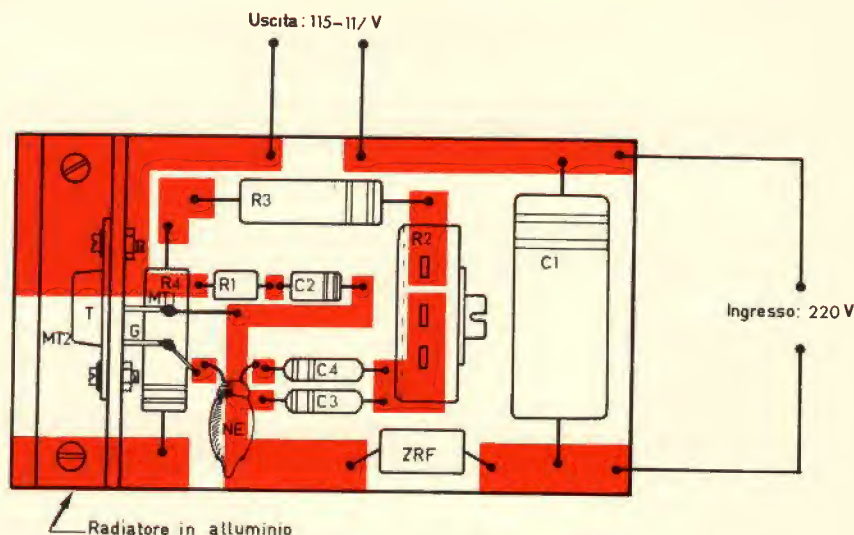 Uscita: 115-11/ V
R3
R2
C1
R4
R1
C2
MT1
T
G
MT2
C4
C3
NE
ZRF
Ingresso: 220 V
Radiatore in alluminio